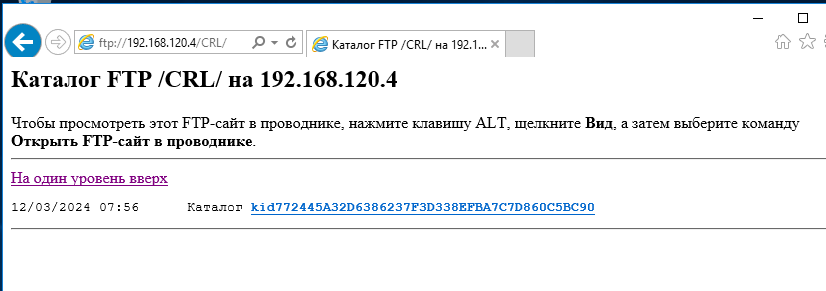 ftp://192.168.120.4/CRL/
Каталог FTP /CRL/ на 192.1...
Каталог FTP /CRL/ на 192.168.120.4
Чтобы просмотреть этот FTP-сайт в проводнике, нажмите клавишу ALT, щелкните Вид, а затем выберите команду
Открыть FTP-сайт в проводнике.
На один уровень вверх
12/03/2024 07:56 Каталог kid772445A32D6386237F3D338EFBA7C7D860C5BC90